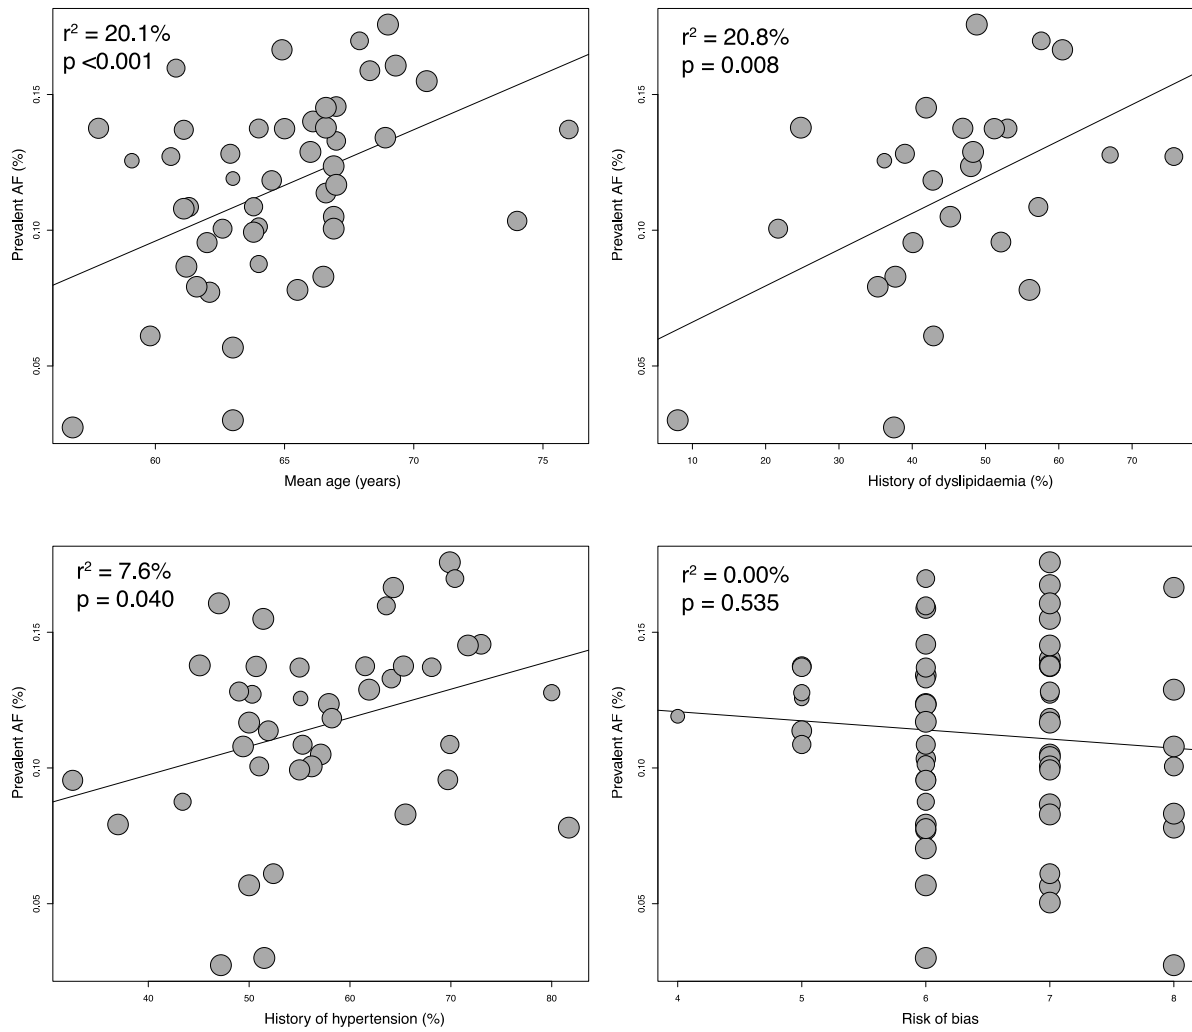 r² = 20.1%
p <0.001
Prevalent AF (%)
0.15
0.10
0.05
60 65 70 75
Mean age (years)
r² = 20.8%
p = 0.008
Prevalent AF (%)
0.15
0.10
0.05
10 20 30 40 50 60 70
History of dyslipidaemia (%)
r² = 7.6%
p = 0.040
Prevalent AF (%)
0.15
0.10
0.05
40 50 60 70 80
History of hypertension (%)
r² = 0.00%
p = 0.535
Prevalent AF (%)
0.15
0.10
0.05
4 5 6 7 8
Risk of bias